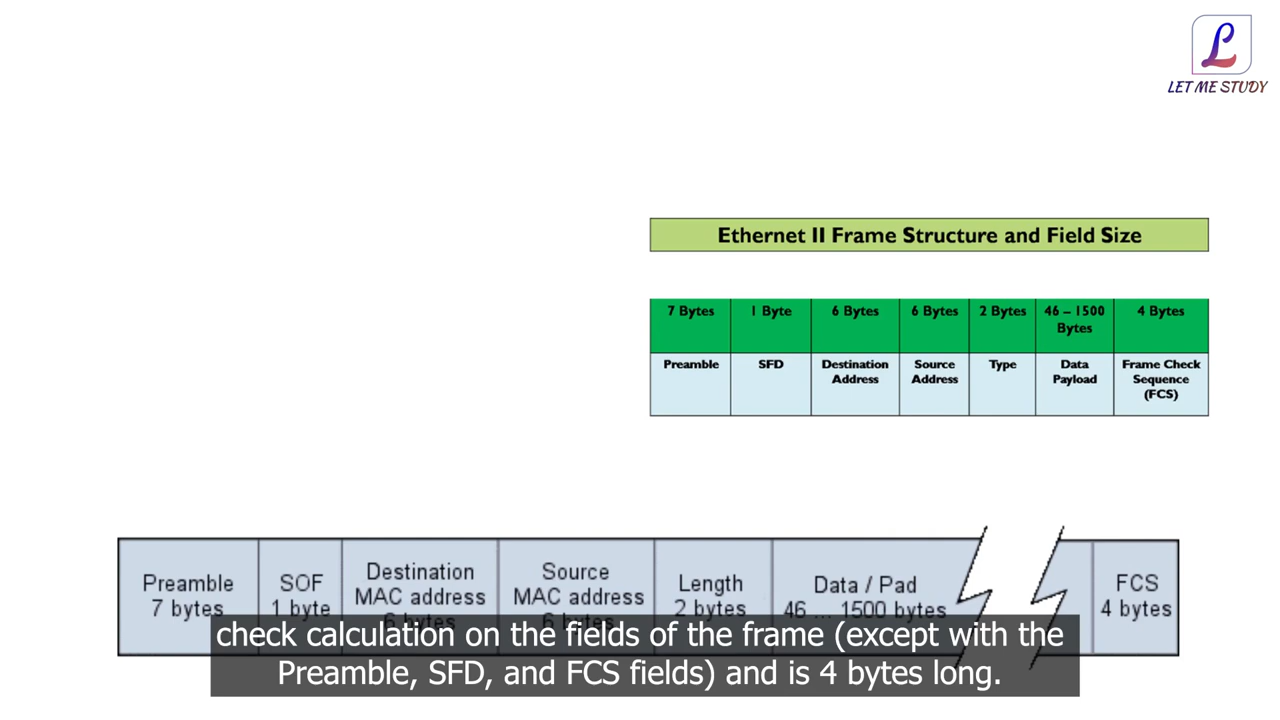 L
LET ME STUDY
Ethernet II Frame Structure and Field Size
7 Bytes
1 Byte
6 Bytes
6 Bytes
2 Bytes
46 – 1500
Bytes
4 Bytes
Preamble
SFD
Destination
Address
Source
Address
Type
Data
Payload
Frame Check
Sequence
(FCS)
Preamble
7 bytes
SOF
1 byte
Destination
MAC address
6 bytes
Source
MAC address
6 bytes
Length
2 bytes
Data / Pad
46 ... 1500 bytes
FCS
4 bytes
check calculation on the fields of the frame (except with the
Preamble, SFD, and FCS fields) and is 4 bytes long.